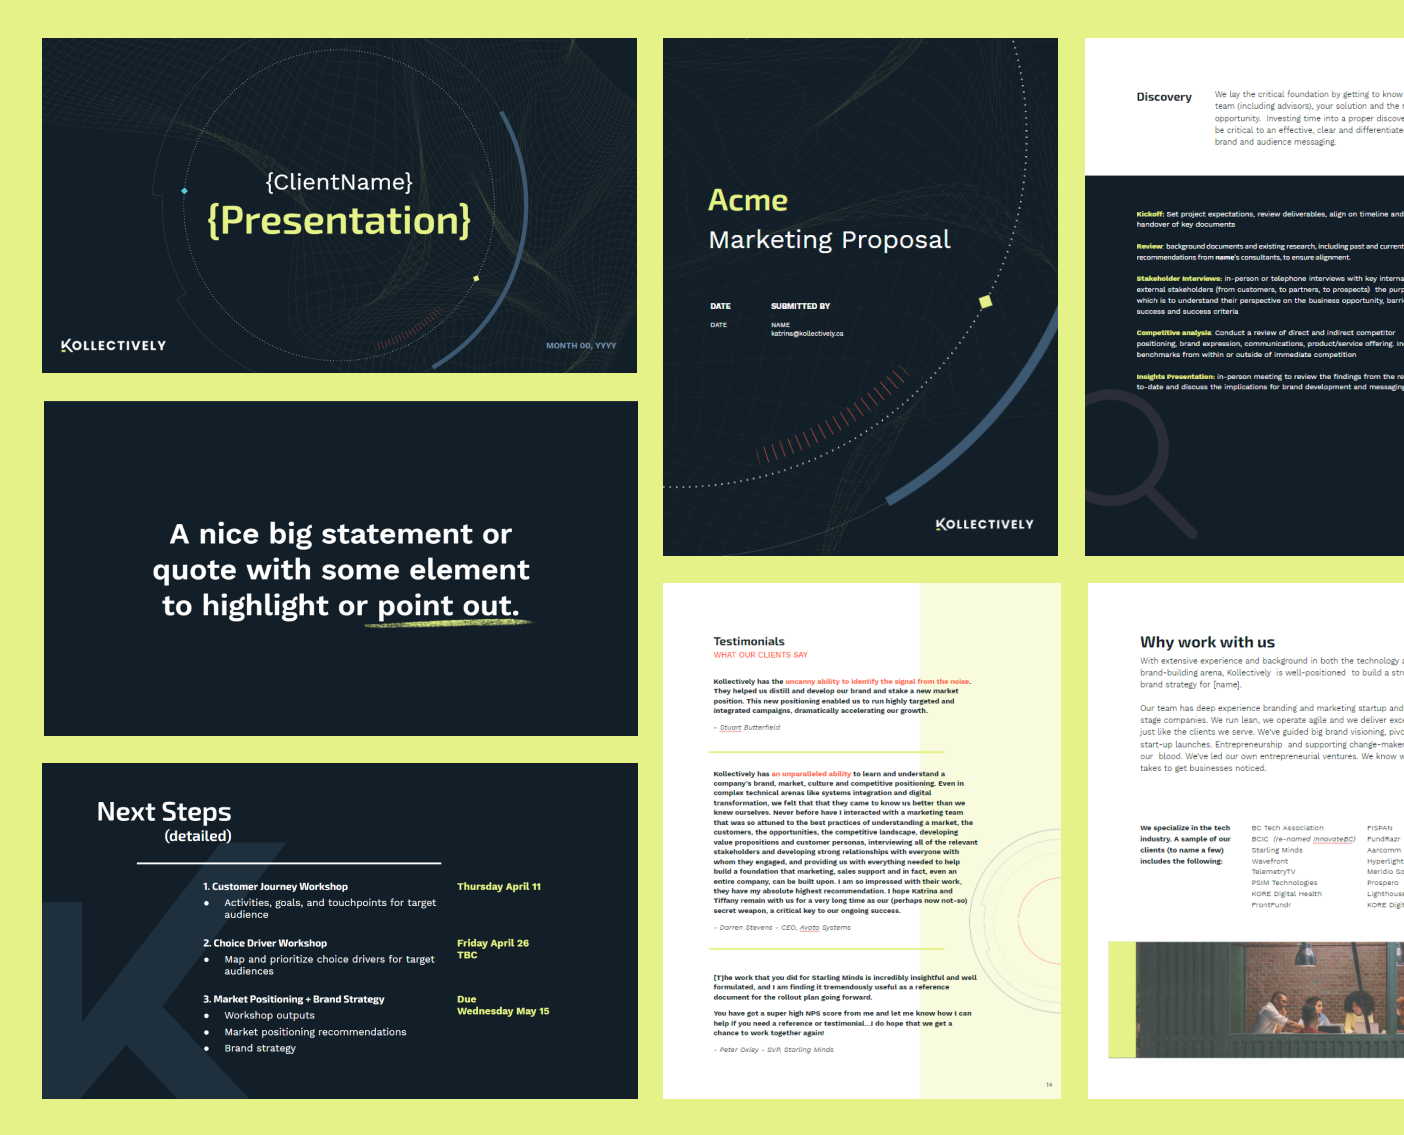 {ClientName}
{Presentation}
KOLLECTIVELY
MONTH 00, YYYY
A nice big statement or
quote with some element
to highlight or point out.
Next Steps
(detailed)
1. Customer Journey Workshop
Thursday April 11
● Activities, goals, and touchpoints for target
audience
2. Choice Driver Workshop
Friday April 26
TBC
● Map and prioritize choice drivers for target
audiences
3. Market Positioning + Brand Strategy
Due
Wednesday May 15
● Workshop outputs
● Market positioning recommendations
● Brand strategy
Acme
Marketing Proposal
DATE SUBMITTED BY
DATE NAME
katrina@kollectively.ca
KOLLECTIVELY
Testimonials
WHAT OUR CLIENTS SAY
Kollectively has the uncanny ability to identify the signal from the noise.
They helped us distill and develop our brand and stake a new market
position. This new positioning enabled us to run highly targeted and
integrated campaigns, dramatically accelerating our growth.
- Stuart Butterfield
Kollectively has an unparalleled ability to learn and understand a
company's brand, market, culture and competitive positioning. Even in
complex technical arenas like systems integration and digital
transformation, we felt that that they came to know us better than we
knew ourselves. Never before have I interacted with a marketing team
that was so attuned to the best practices of understanding a market, the
customers, the opportunities, the competitive landscape, developing
value propositions and customer personas, interviewing all of the relevant
stakeholders and developing strong relationships with everyone with
whom they engaged, and providing us with everything needed to help
build a foundation that marketing, sales support and in fact, even an
entire company, can be built upon. I am so impressed with their work,
they have my absolute highest recommendation. I hope Katrina and
Tiffany remain with us for a very long time as our (perhaps now not-so)
secret weapon, a critical key to our ongoing success.
- Darren Stevens - CEO, Avato Systems
[T]he work that you did for Starling Minds is incredibly insightful and well
formulated, and I am finding it tremendously useful as a reference
document for the rollout plan going forward.
You have got a super high NPS score from me and let me know how I can
help if you need a reference or testimonial...I do hope that we get a
chance to work together again!
- Peter Oxley - SVP, Starling Minds
14
Discovery
We lay the critical foundation by getting to know
team (including advisors), your solution and the
opportunity. Investing time into a proper discove
be critical to an effective, clear and differentiate
brand and audience messaging.
Kickoff: Set project expectations, review deliverables, align on timeline and
handover of key documents
Review: background documents and existing research, including past and current
recommendations from name's consultants, to ensure alignment.
Stakeholder Interviews: in-person or telephone interviews with key interna
external stakeholders (from customers, to partners, to prospects) the purp
which is to understand their perspective on the business opportunity, barri
success and success criteria
Competitive analysis: Conduct a review of direct and indirect competitor
positioning, brand expression, communications, product/service offering. In
benchmarks from within or outside of immediate competition
Insights Presentation: in-person meeting to review the findings from the re
to-date and discuss the implications for brand development and messaging
Why work with us
With extensive experience and background in both the technology a
brand-building arena, Kollectively is well-positioned to build a stro
brand strategy for [name].
Our team has deep experience branding and marketing startup and
stage companies. We run lean, we operate agile and we deliver exce
just like the clients we serve. We've guided big brand visioning, pivo
start-up launches. Entrepreneurship and supporting change-maker
our blood. We've led our own entrepreneurial ventures. We know w
takes to get businesses noticed.
We specialize in the tech
industry. A sample of our
clients (to name a few)
includes the following:
BC Tech Association
BCIC (re-named InnovateBC)
Starling Minds
Wavefront
TelemetryTV
PSIM Technologies
KORE Digital Health
FrontFundr
FISPAN
FundRazr
Aarcomm
Hyperlight
Meridio So
Prospero
Lighthouse
KORE Digit